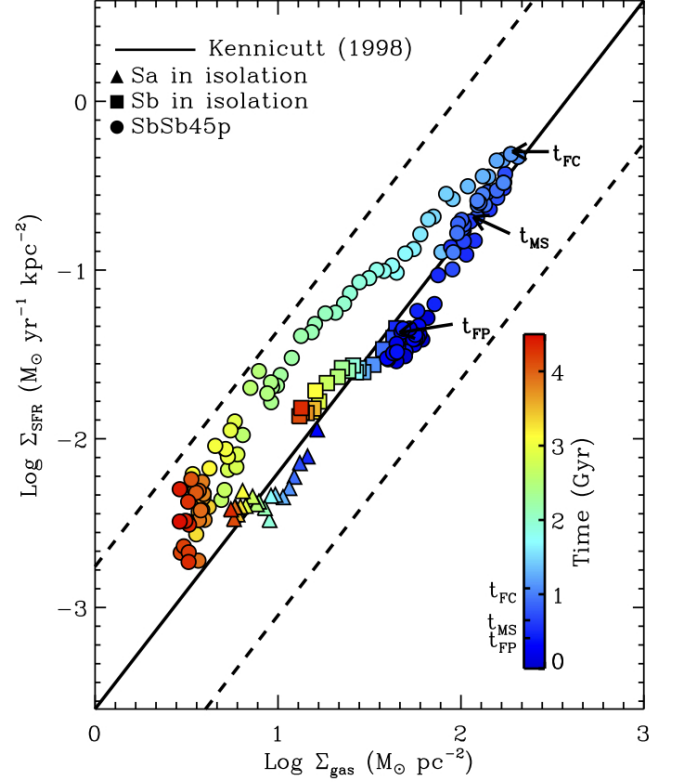 Kennicutt (1998)
Sa in isolation
Sb in isolation
SbSb45p
0
−1
−2
−3
Log Σ_SFR (M_⊙ yr^−1 kpc^−2)
t_FC
t_MS
t_FP
4
3
2
1
0
Time (Gyr)
t_FC
t_MS
t_FP
0
1
2
3
Log Σ_gas (M_⊙ pc^−2)